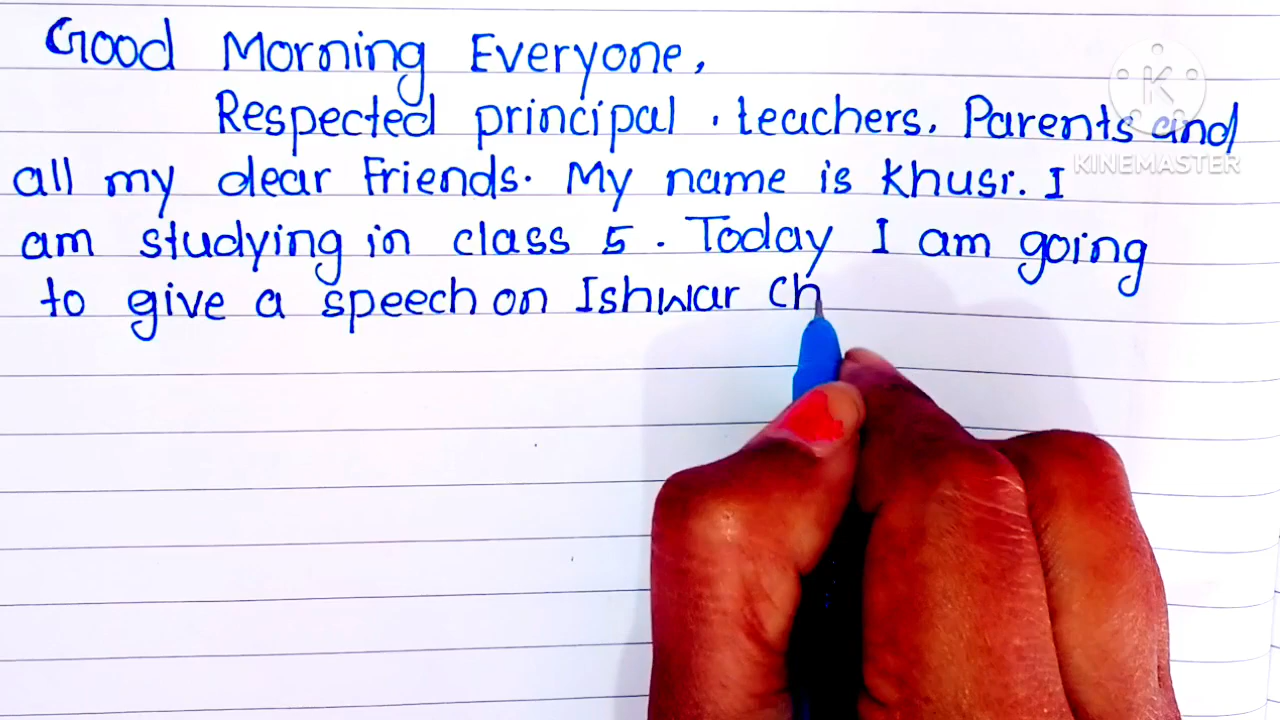 Good Morning Everyone,
Respected principal . teachers. Parents and
all my dear Friends. My name is Khusi. I
am studying in class 5 . Today I am going
to give a speech on Ishwar Ch
K
KINEMASTER